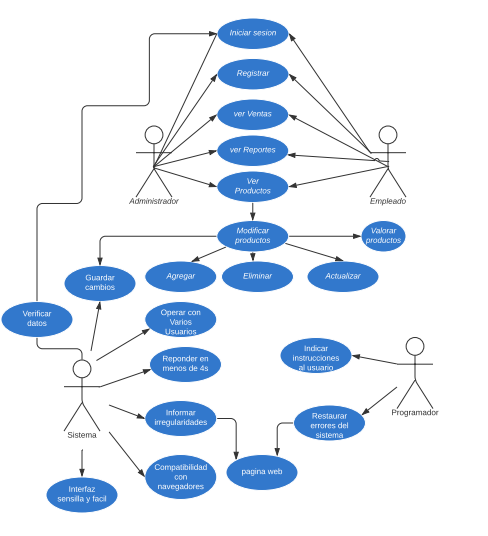 Iniciar sesion
Registrar
ver Ventas
ver Reportes
Ver
Productos
Administrador
Empleado
Modificar
productos
Valorar
productos
Agregar
Eliminar
Actualizar
Guardar
cambios
Verificar
datos
Operar con
Varios
Usuarios
Reponder en
menos de 4s
Indicar
instrucciones
al usuario
Programador
Informar
irregularidades
Restaurar
errores del
sistema
Sistema
Compatibilidad
con
navegadores
pagina web
Interfaz
sensilla y facil